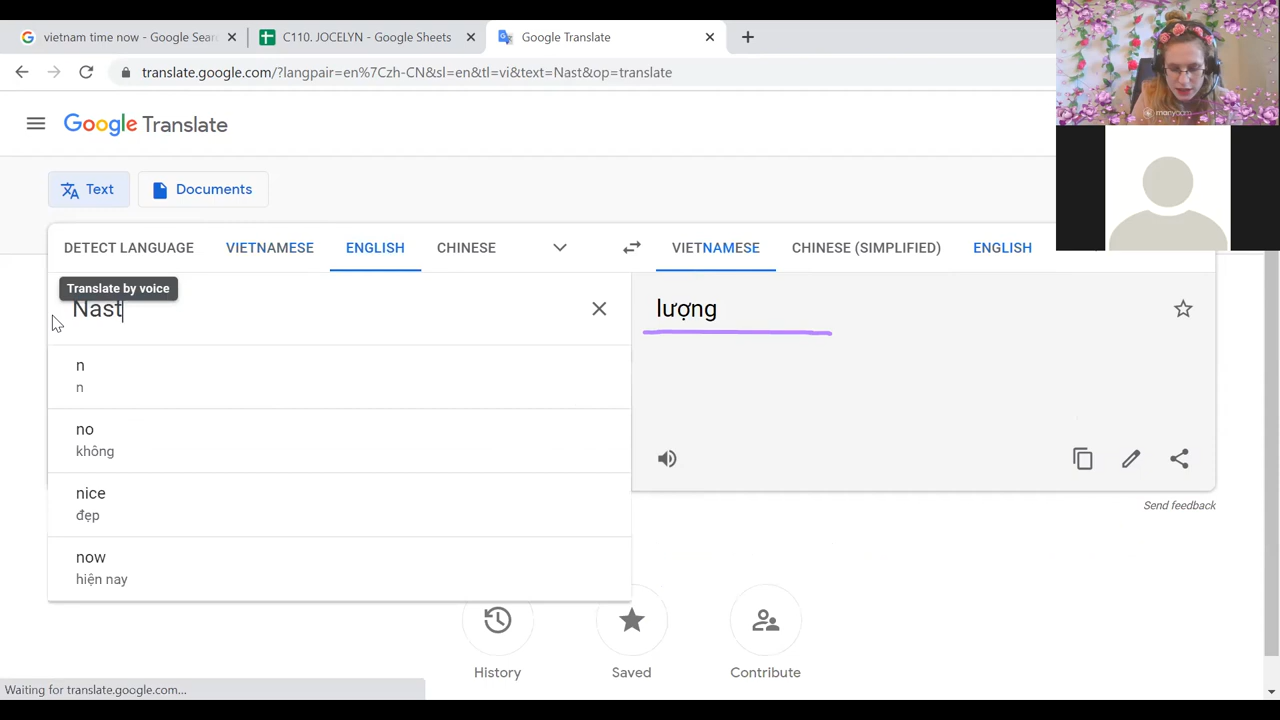 vietnam time now - Google Sear
C110. JOCELYN - Google Sheets
Google Translate
translate.google.com/?langpair=en%7Czh-CN&sl=en&tl=vi&text=Nast&op=translate
Google Translate
Text
Documents
DETECT LANGUAGE
VIETNAMESE
ENGLISH
CHINESE
VIETNAMESE
CHINESE (SIMPLIFIED)
ENGLISH
Translate by voice
Nast
lượng
n
n
no
không
nice
đẹp
now
hiện nay
Send feedback
History
Saved
Contribute
Waiting for translate.google.com...
manycam